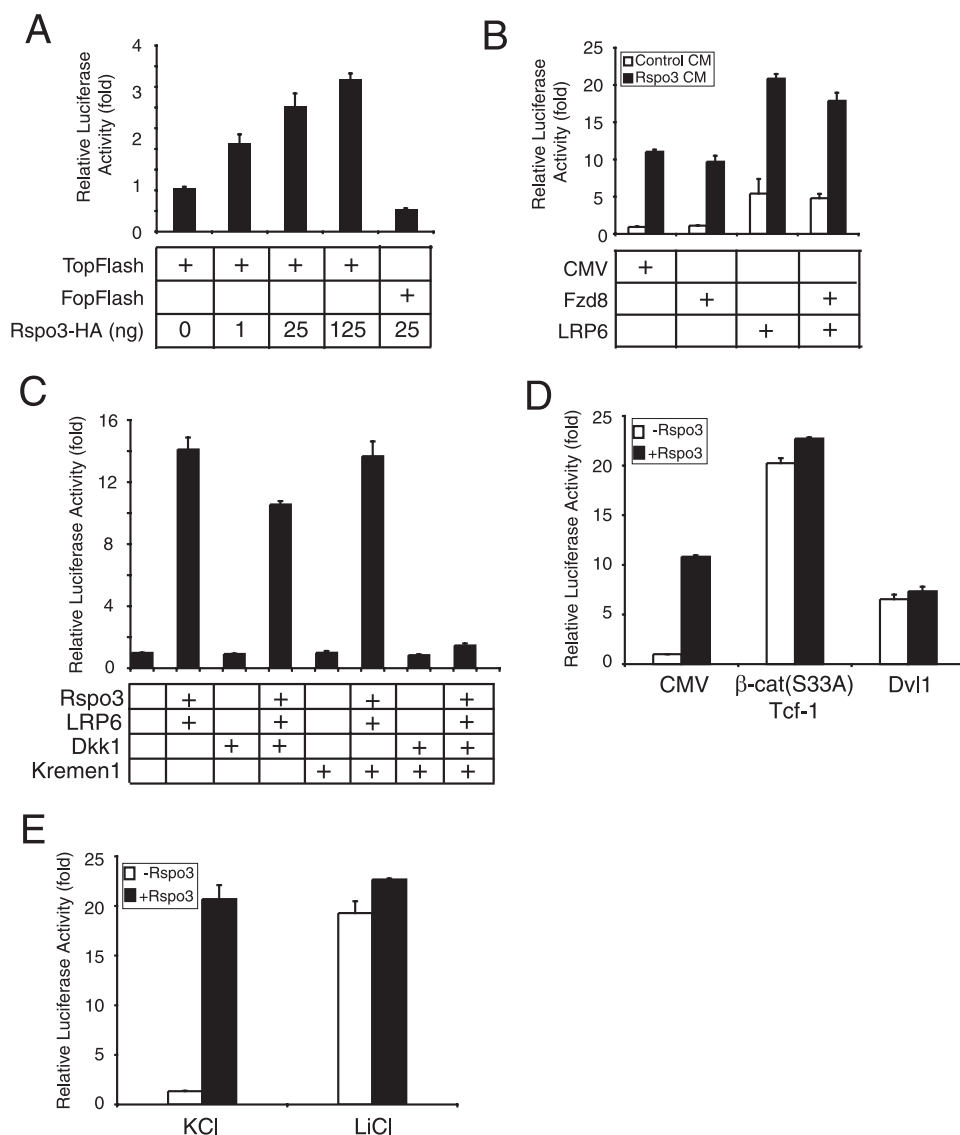 A
Relative Luciferase
Activity (fold)
4
3
2
1
0
TopFlash + + + +
FopFlash +
Rspo3-HA (ng) 0 1 25 125 25
B
Relative Luciferase
Activity (fold)
Control CM
Rspo3 CM
25
20
15
10
5
0
CMV +
Fzd8 + +
LRP6 + +
C
Relative Luciferase Activity (fold)
16
12
8
4
0
Rspo3 + + + +
LRP6 + + + +
Dkk1 + + + +
Kremen1 + + + +
D
Relative Luciferase Activity (fold)
-Rspo3
+Rspo3
25
20
15
10
5
0
CMV β-cat(S33A) Dvl1
Tcf-1
E
Relative Luciferase Activity (fold)
-Rspo3
+Rspo3
25
20
15
10
5
0
KCl LiCl